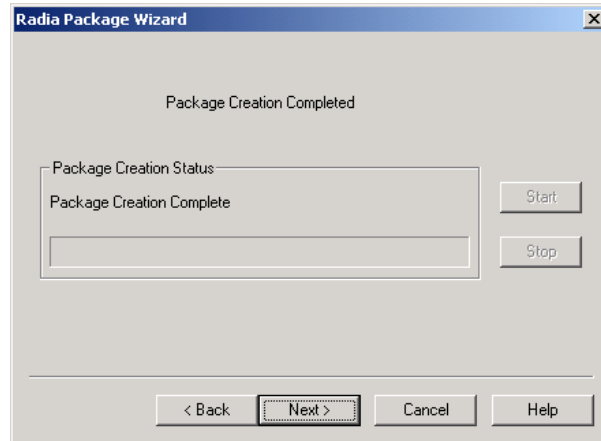 Radia Package Wizard
Package Creation Completed
Package Creation Status
Package Creation Complete
Start
Stop
< Back
Next >
Cancel
Help